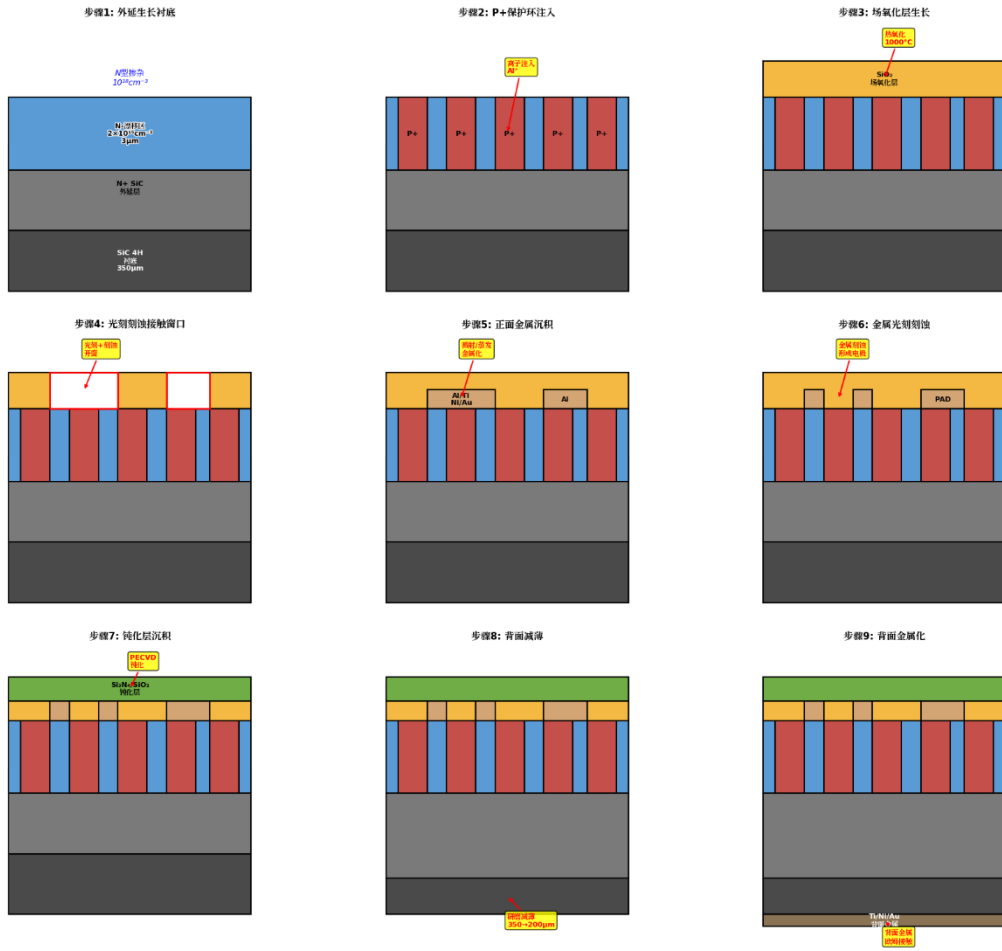 步骤1: 外延生长衬底
N型掺杂
10¹⁸cm⁻³
3μm
N+ SiC
外延层
SiC 4H
衬底
350μm
步骤2: P+保护环注入
离子注入
Al⁺
P+
P+
P+
P+
P+
步骤3: 场氧化层生长
热氧化
1000°C
SiO₂
场氧化层
步骤4: 光刻刻蚀接触窗口
光刻+刻蚀
开窗
步骤5: 正面金属沉积
溅射/蒸发
金属化
Al/Ti
Ni/Au
Al
步骤6: 金属光刻刻蚀
金属刻蚀
形成电极
PAD
步骤7: 钝化层沉积
PECVD
钝化
Si₃N₄/SiO₂
钝化层
步骤8: 背面减薄
研磨减薄
350→200μm
步骤9: 背面金属化
Ti/Ni/Au
背面金属
背面金属
欧姆接触